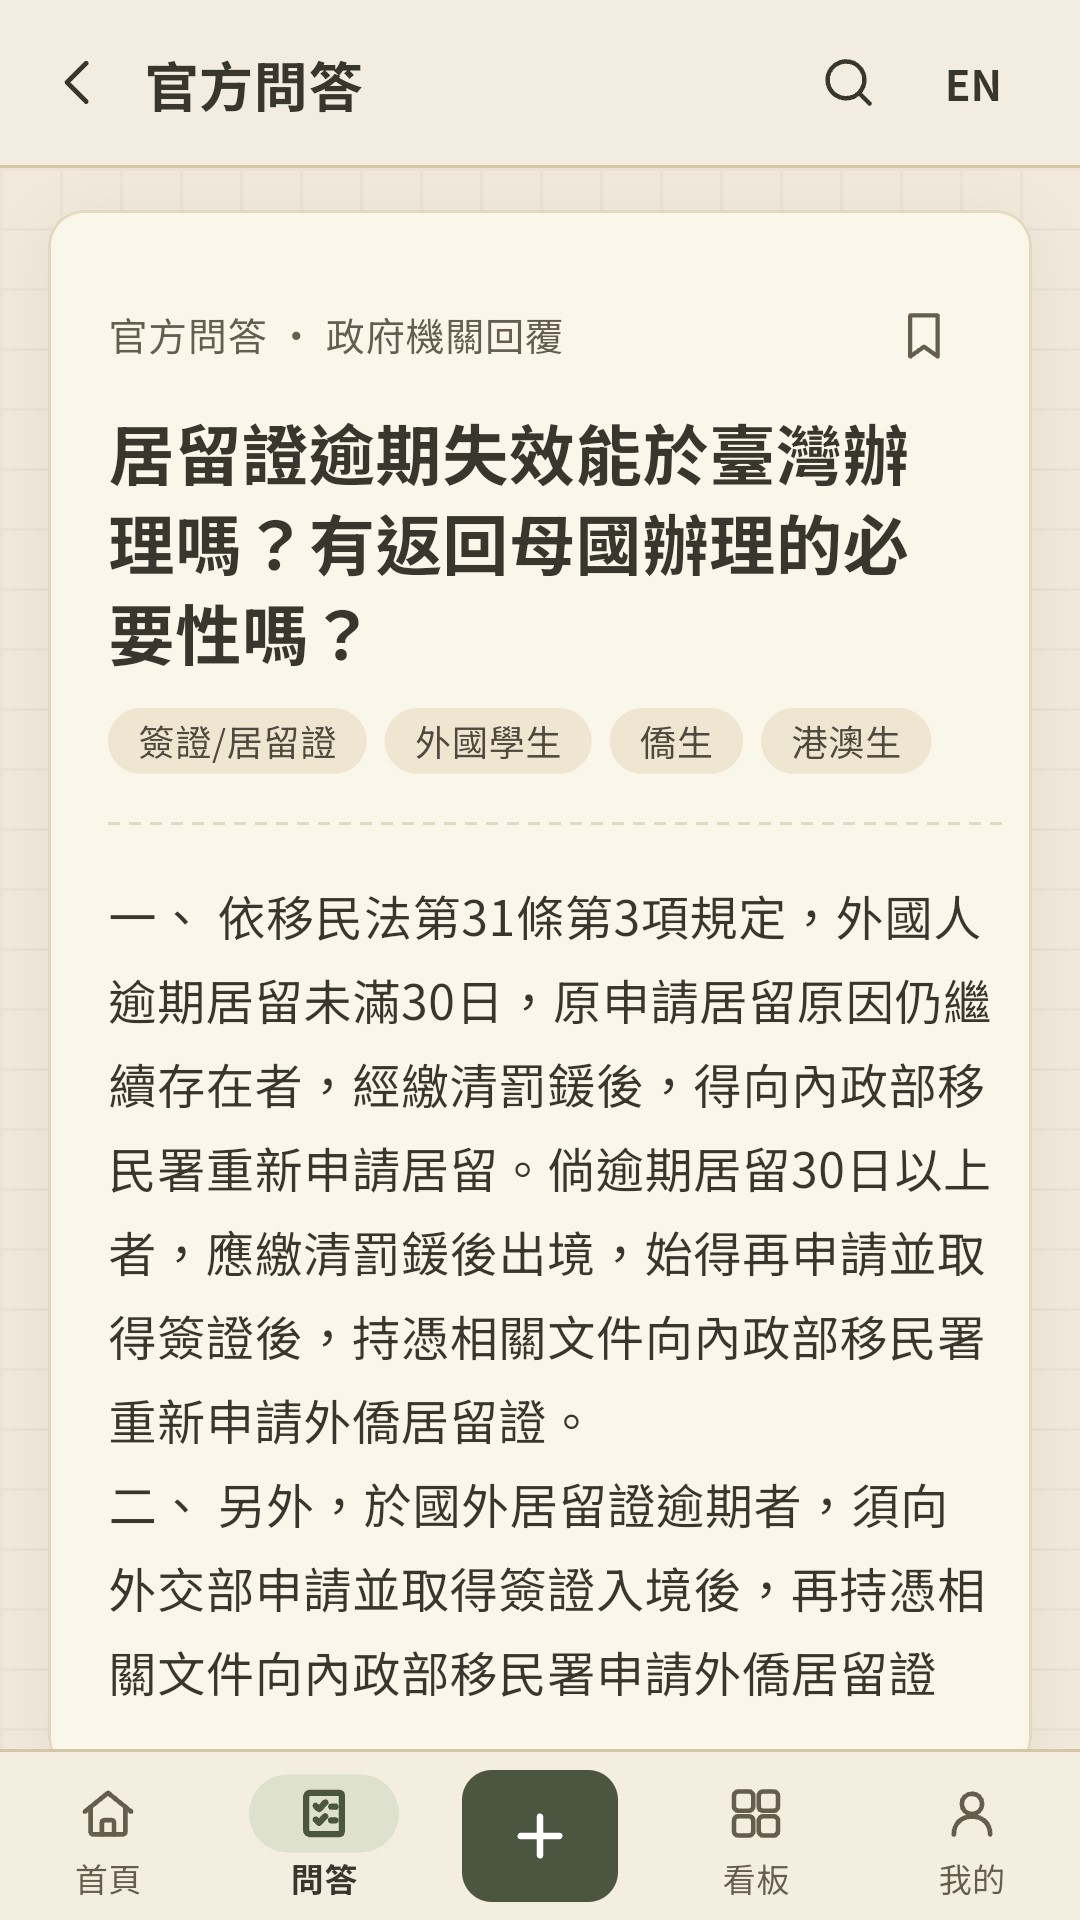 官方問答
EN
官方問答 · 政府機關回覆
居留證逾期失效能於臺灣辦
理嗎？有返回母國辦理的必
要性嗎？
簽證/居留證 外國學生 僑生 港澳生
一、 依移民法第31條第3項規定，外國人
逾期居留未滿30日，原申請居留原因仍繼
續存在者，經繳清罰鍰後，得向內政部移
民署重新申請居留。倘逾期居留30日以上
者，應繳清罰鍰後出境，始得再申請並取
得簽證後，持憑相關文件向內政部移民署
重新申請外僑居留證。
二、 另外，於國外居留證逾期者，須向
外交部申請並取得簽證入境後，再持憑相
關文件向內政部移民署申請外僑居留證
首頁 問答 看板 我的